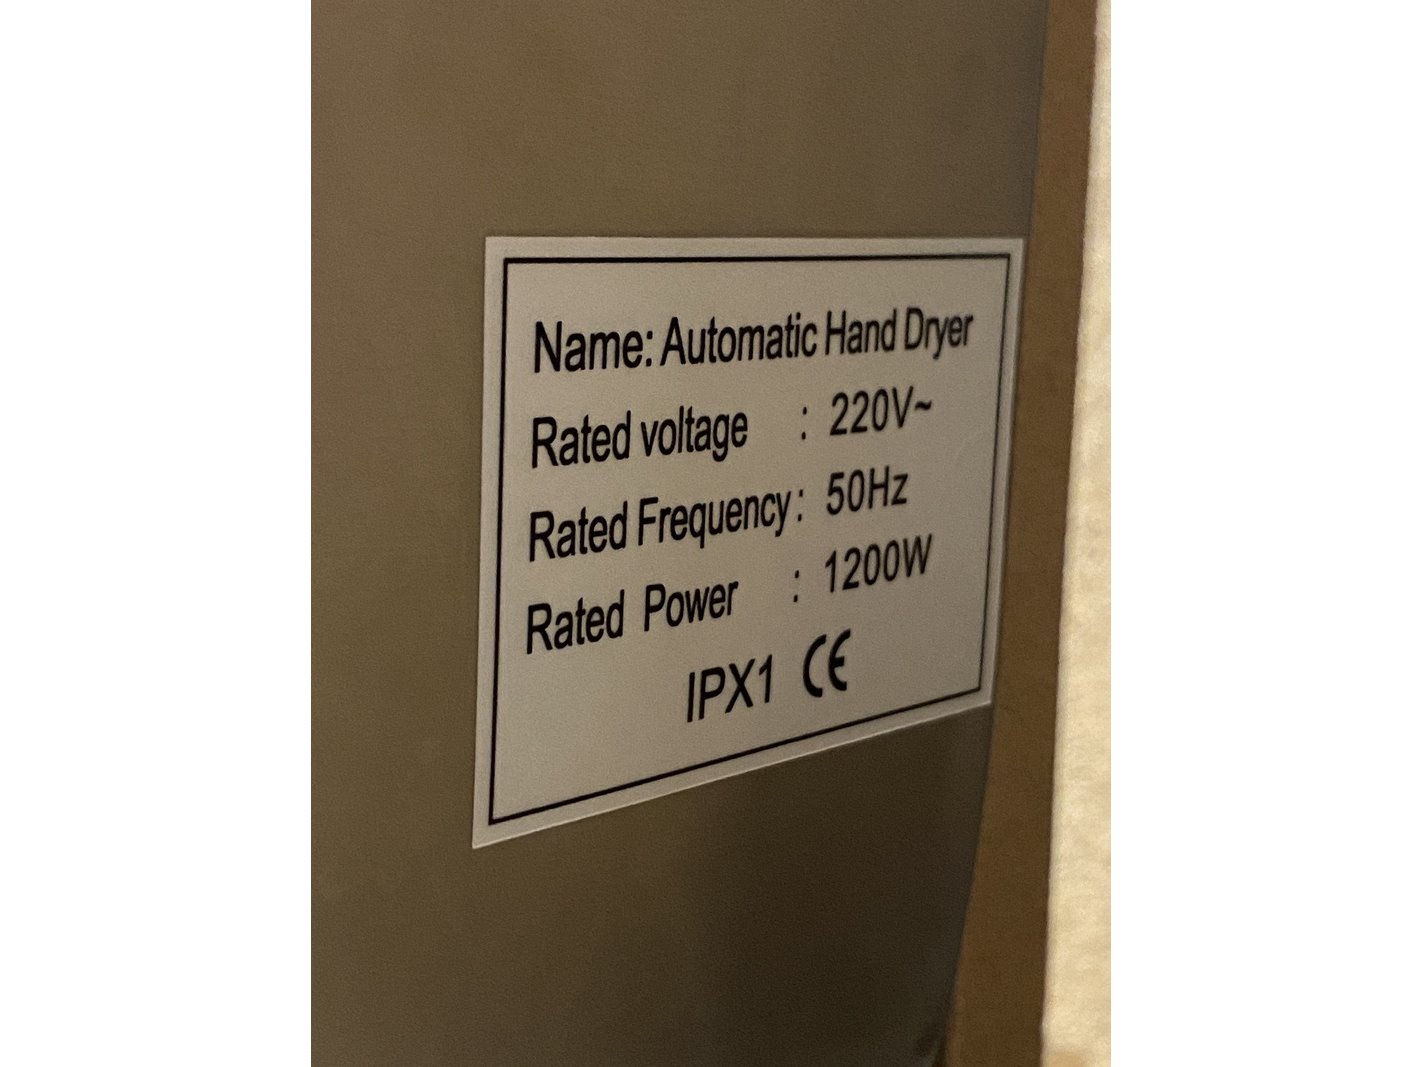 Name: Automatic Hand Dryer
Rated voltage : 220V~
Rated Frequency : 50Hz
Rated Power : 1200W
IPX1 CE